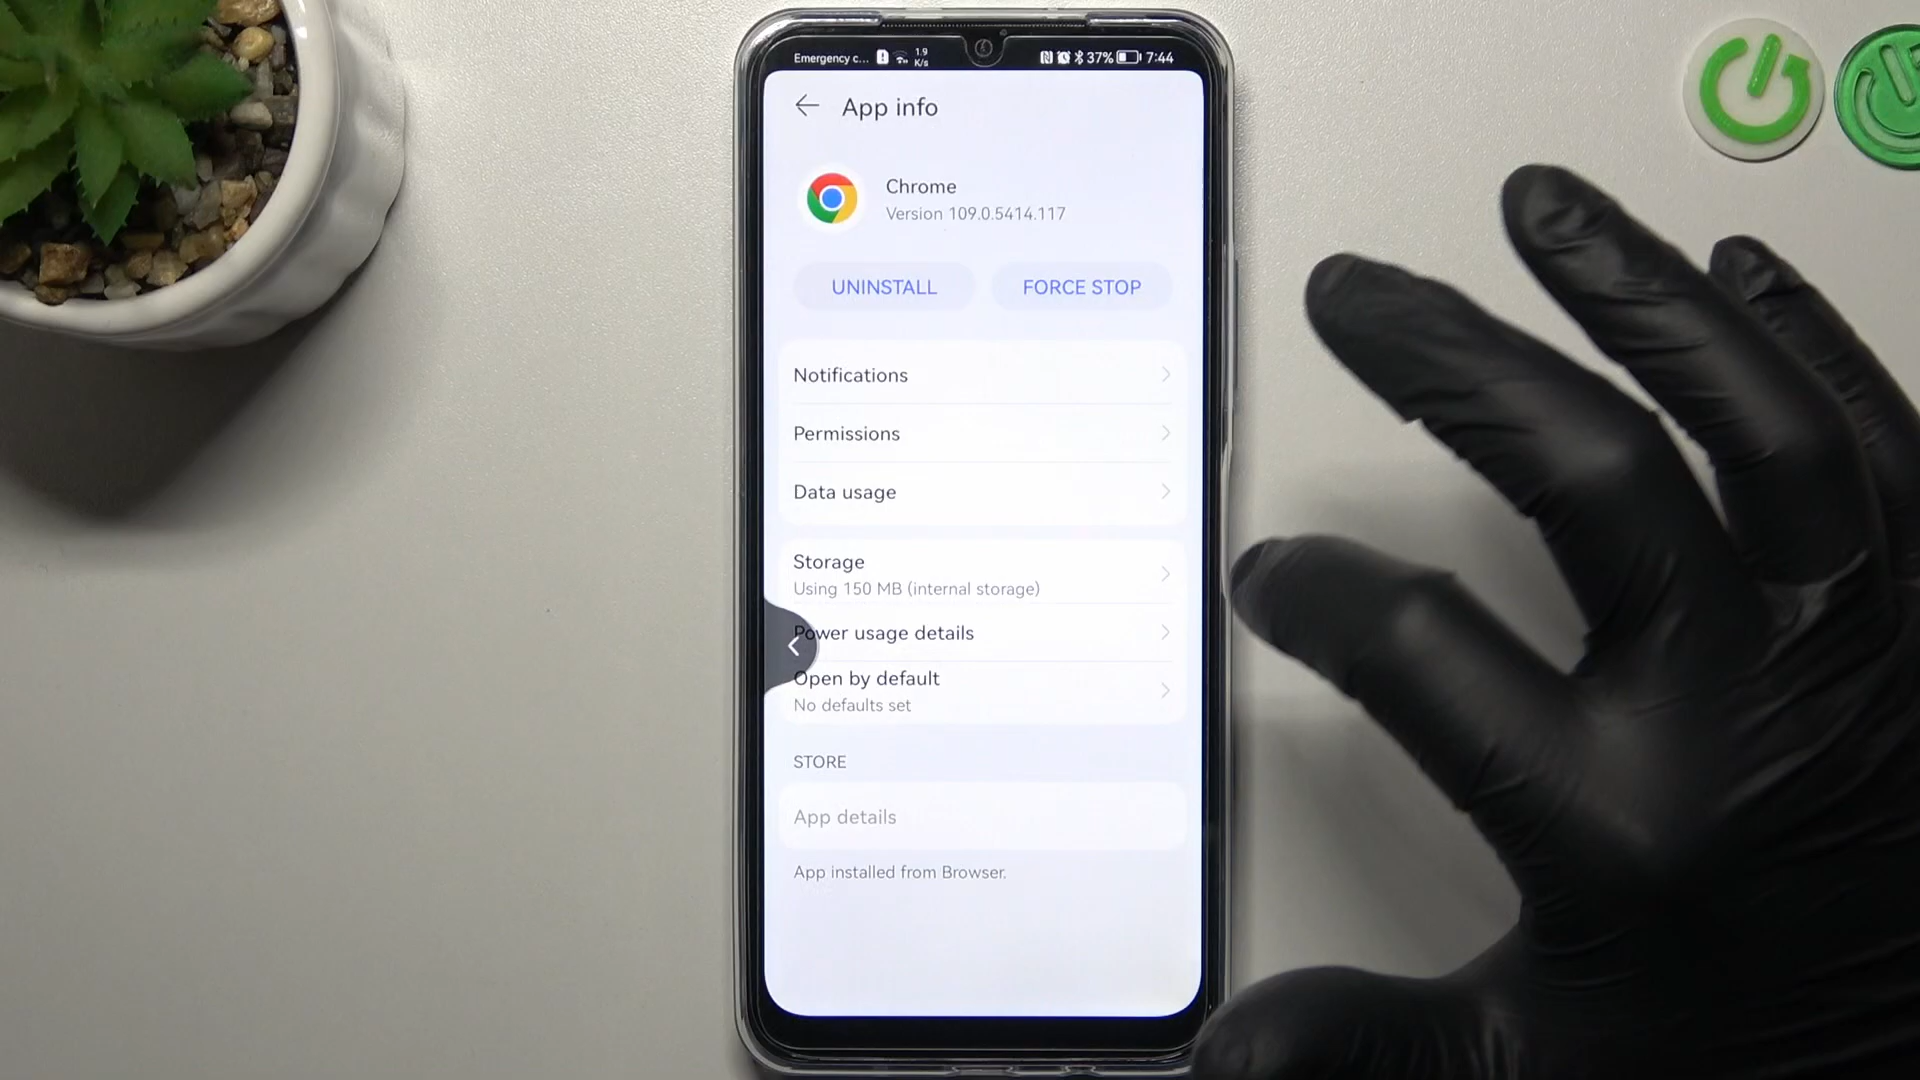 Emergency c... 1.9 K/s 37% 7:44
App info
Chrome
Version 109.0.5414.117
UNINSTALL FORCE STOP
Notifications
Permissions
Data usage
Storage
Using 150 MB (internal storage)
Power usage details
Open by default
No defaults set
STORE
App details
App installed from Browser.